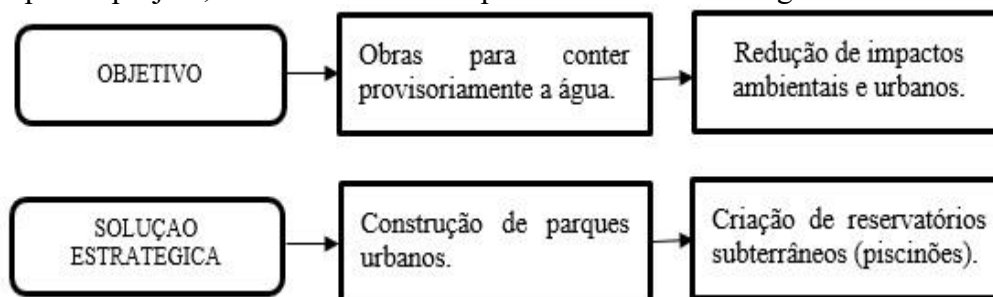 OBJETIVO
Obras para conter
provisoriamente a água.
Redução de impactos
ambientais e urbanos.
SOLUÇAO
ESTRATEGICA
Construção de parques
urbanos.
Criação de reservatórios
subterrâneos (piscinões).